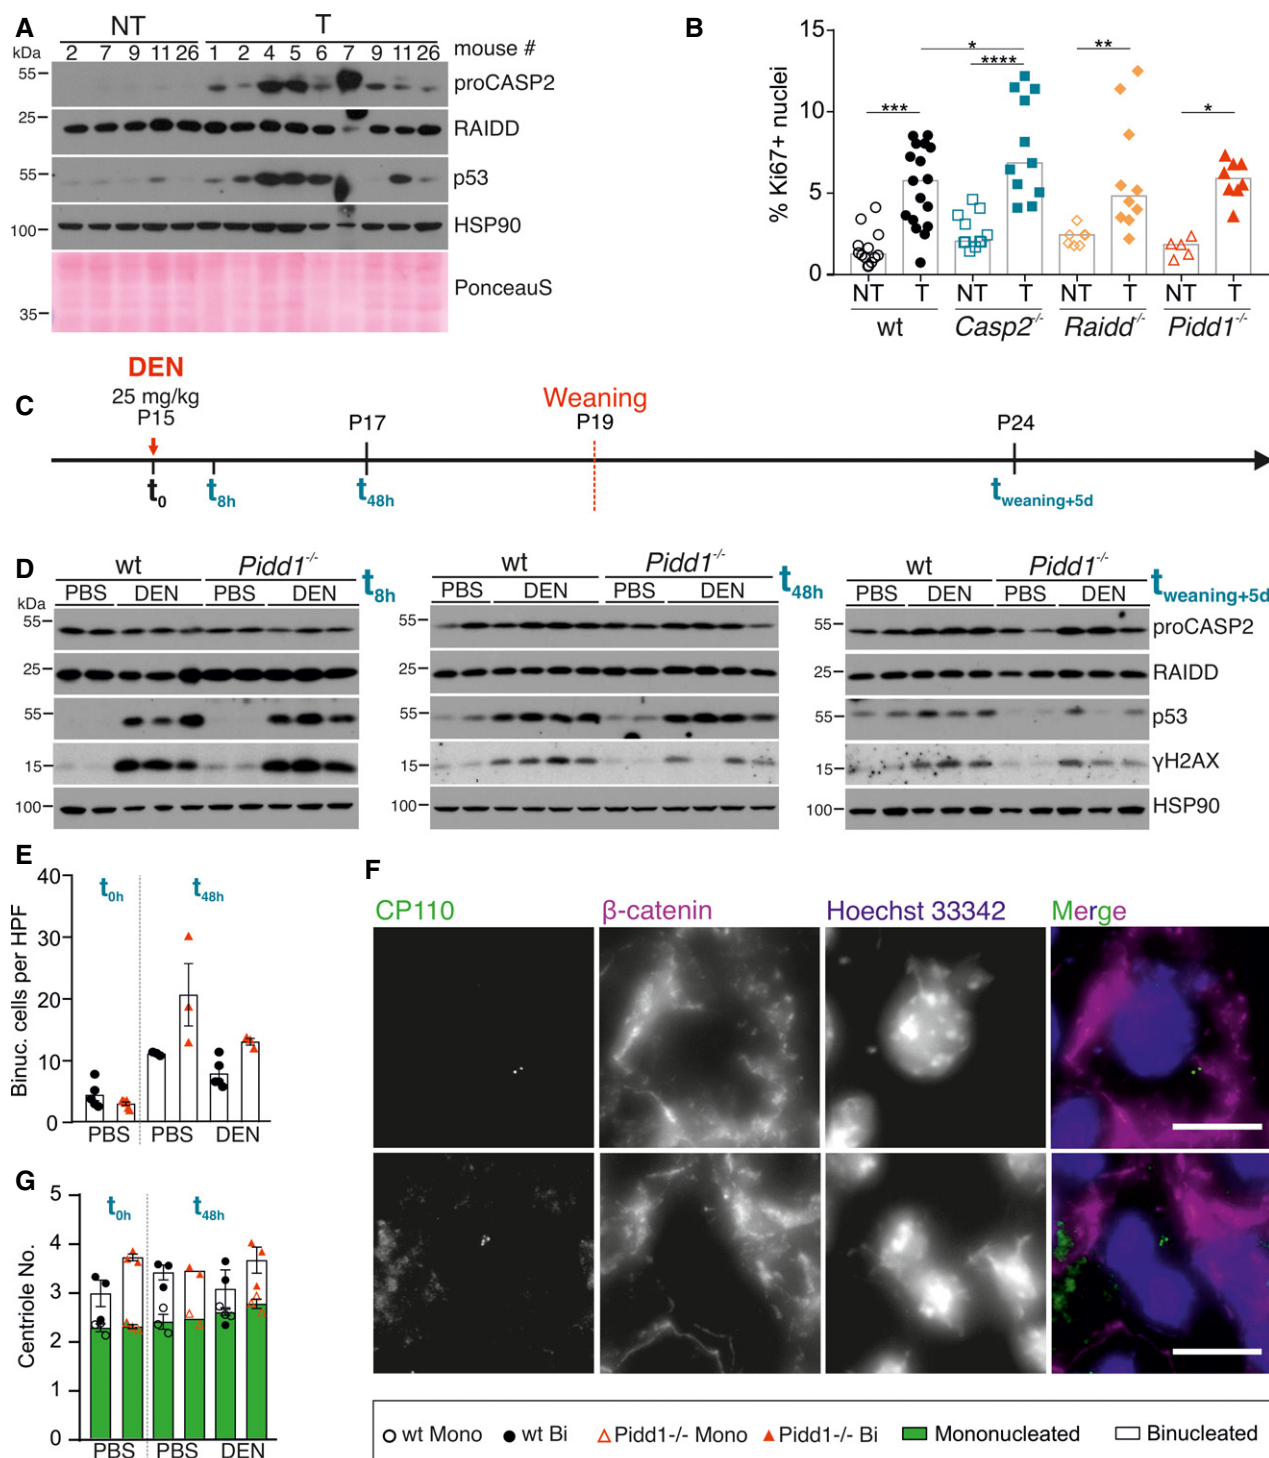 A
NT
T
kDa
2 7 9 11 26 1 2 4 5 6 7 9 11 26 mouse #
55
proCASP2
25
RAIDD
55
p53
100
HSP90
PonceauS
35
B
% Ki67+ nuclei
15
10
5
0
*
****
**
***
*
NT T NT T NT T NT T
wt Casp2-/- Raidd-/- Pidd1-/-
C
DEN
25 mg/kg
P15
P17
Weaning
P19
P24
t0
t8h
t48h
tweaning+5d
D
wt Pidd1-/- t8h
PBS DEN PBS DEN
kDa
55
25
55
15
100
wt Pidd1-/- t48h
PBS DEN PBS DEN
55
25
55
15
100
wt Pidd1-/- tweaning+5d
PBS DEN PBS DEN
55 proCASP2
25 RAIDD
55 p53
15 γH2AX
100 HSP90
E
Binuc. cells per HPF
40
30
20
10
0
t0h t48h
PBS PBS DEN
F
CP110 β-catenin Hoechst 33342 Merge
G
Centriole No.
5
4
3
2
1
0
t0h t48h
PBS PBS DEN
wt Mono wt Bi Pidd1-/- Mono Pidd1-/- Bi Mononucleated Binucleated